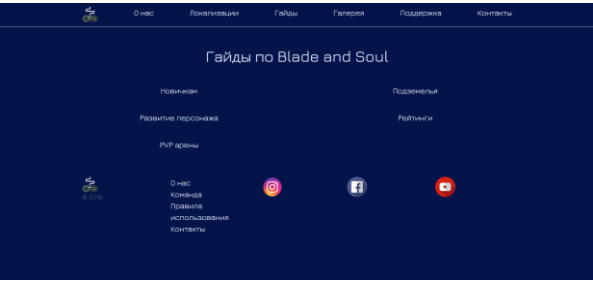 О нас Локализации Гайды Галерея Поддержка Контакты
Гайды по Blade and Soul
Новичкам Подземелья
Развитие персонажа Рейтинги
PVP арены
О нас
© 2019
Команда
Правила
использования
Контакты